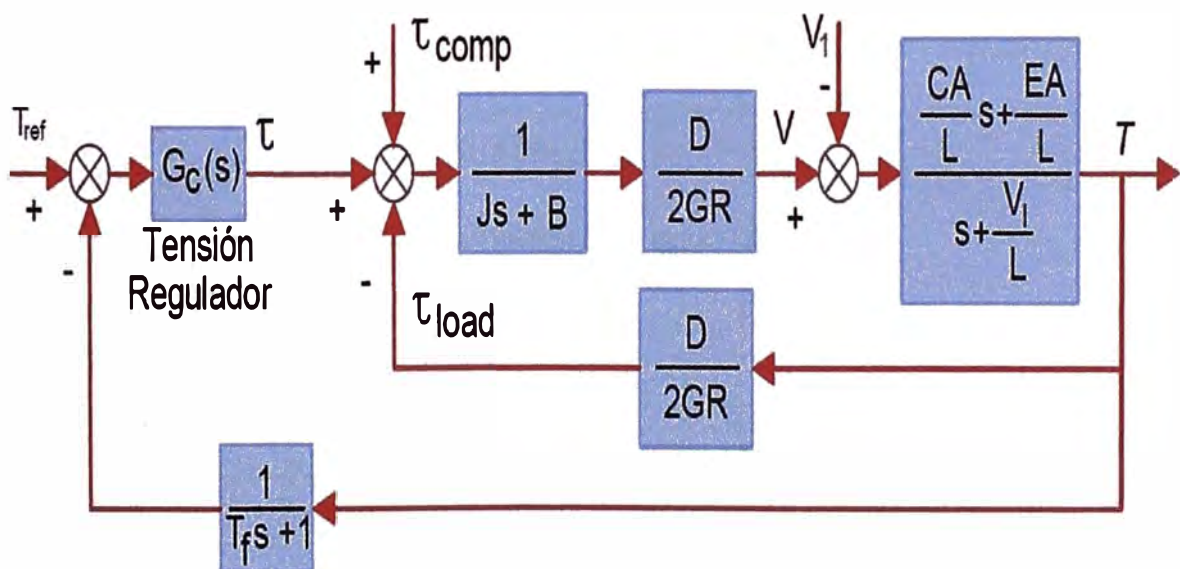 T_ref
+
-
G_C(s)
τ
Tensión
Regulador
τ_comp
+
+
-
τ_load
1
Js + B
D
2GR
V
V_1
-
+
CA
L
s+
EA
L
s+
V_1
L
T
D
2GR
1
T_f s +1